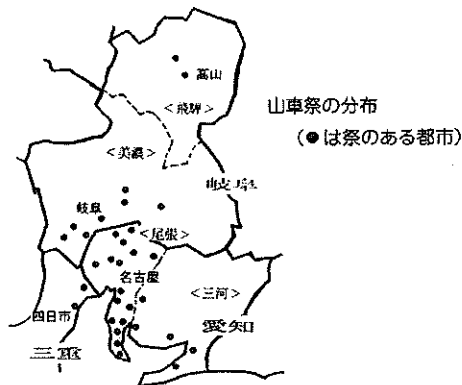 高山
<飛騨>
山車祭の分布
(●は祭のある都市)
<美濃>
岐阜
岐阜
<尾張>
名古屋
<三河>
四日市
愛知
三重